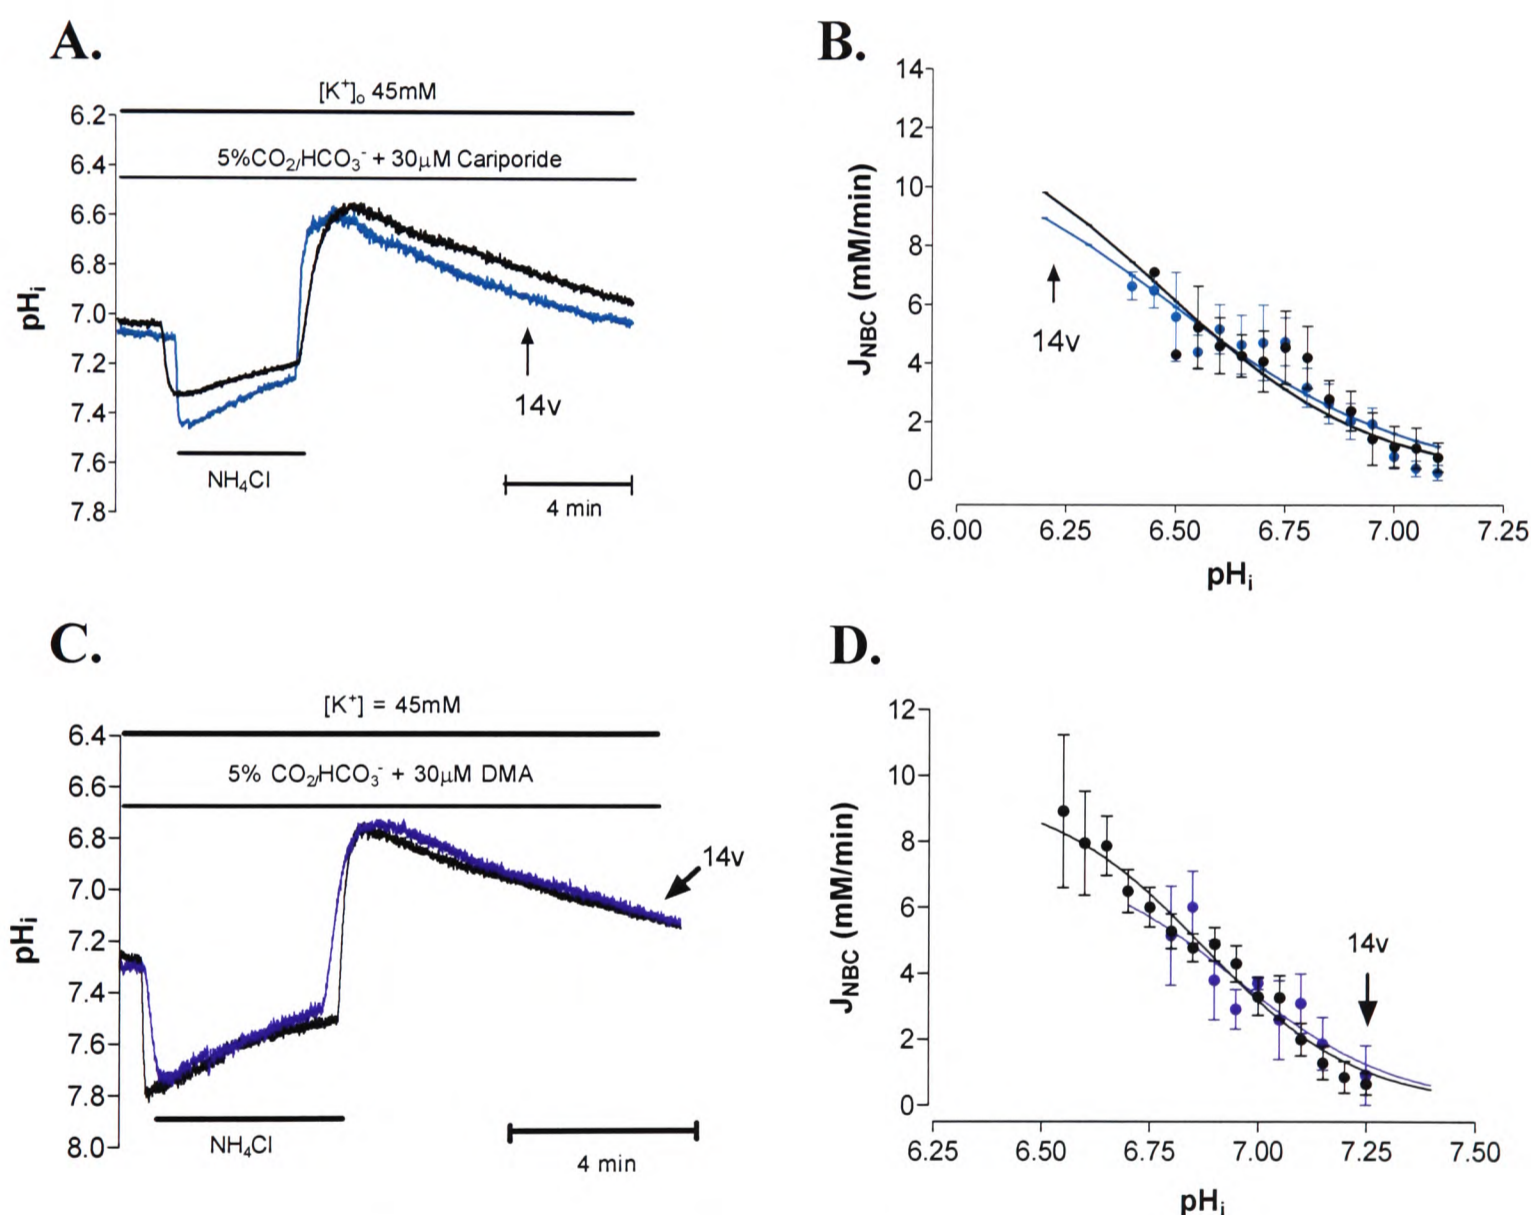 A.
[K⁺]ₒ 45mM
5%CO₂/HCO₃⁻ + 30μM Cariporide
6.2
6.4
6.6
6.8
7.0
7.2
7.4
7.6
7.8
pHᵢ
14v
NH₄Cl
4 min
B.
14
12
10
8
6
4
2
0
J_NBC (mM/min)
14v
6.00 6.25 6.50 6.75 7.00 7.25
pHᵢ
C.
[K⁺] = 45mM
5% CO₂/HCO₃⁻ + 30μM DMA
6.4
6.6
6.8
7.0
7.2
7.4
7.6
7.8
8.0
pHᵢ
14v
NH₄Cl
4 min
D.
12
10
8
6
4
2
0
J_NBC (mM/min)
14v
6.25 6.50 6.75 7.00 7.25 7.50
pHᵢ